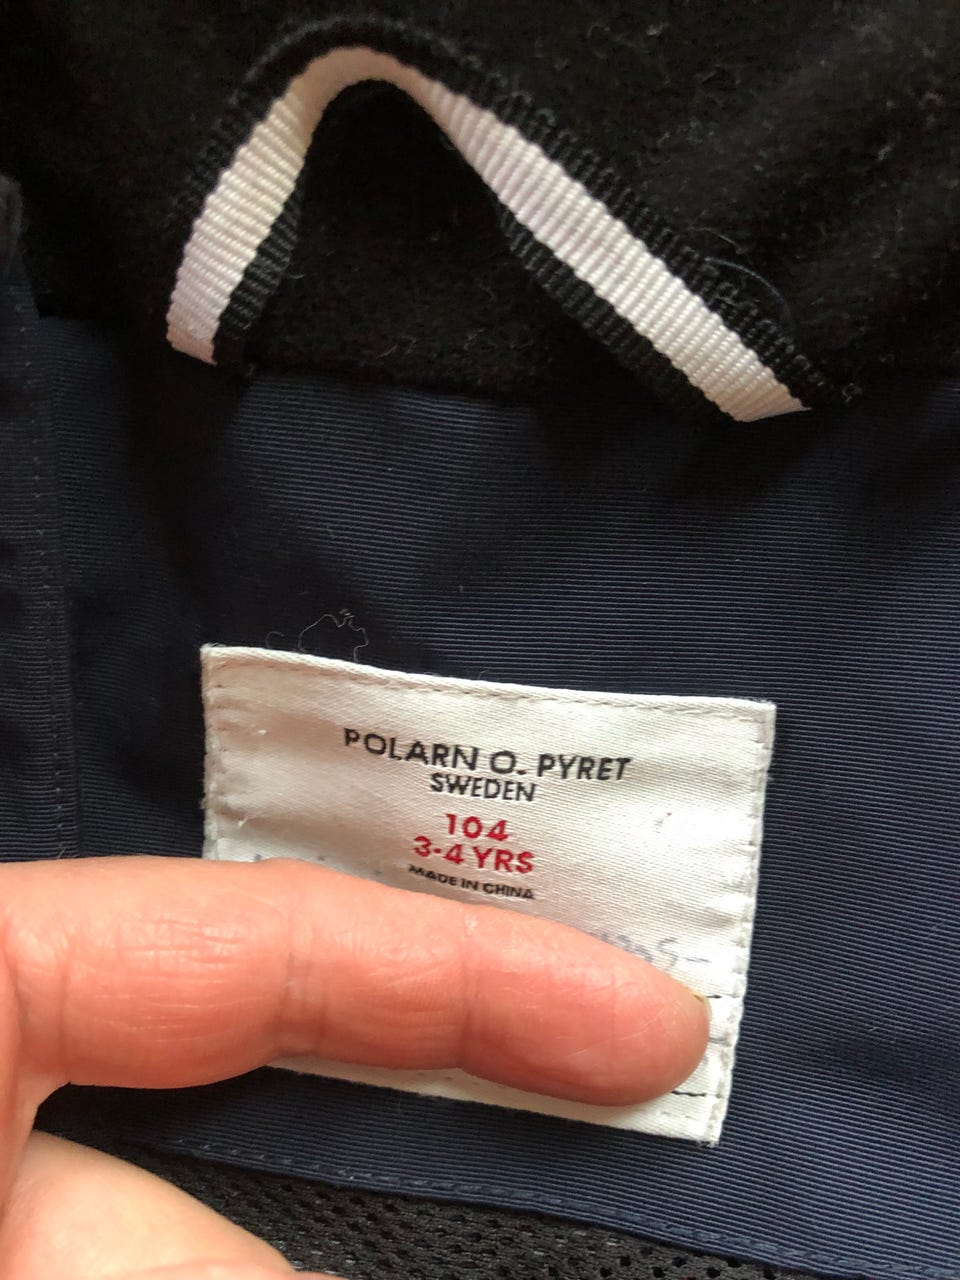 POLARN O. PYRET
SWEDEN
104
3-4 YRS
MADE IN CHINA